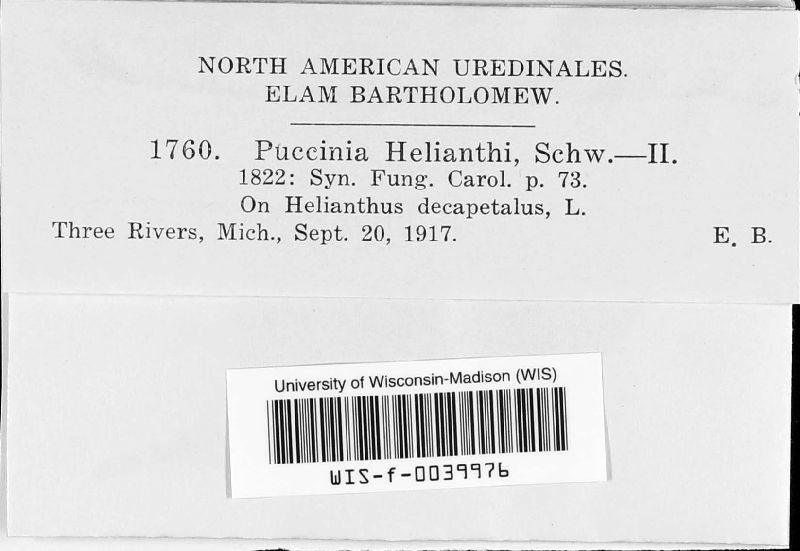 NORTH AMERICAN UREDINALES.
ELAM BARTHOLOMEW.
1760. Puccinia Helianthi, Schw.—II.
1822: Syn. Fung. Carol. p. 73.
On Helianthus decapetalus, L.
Three Rivers, Mich., Sept. 20, 1917. E. B.
University of Wisconsin-Madison (WIS)
WIS-f-0039976